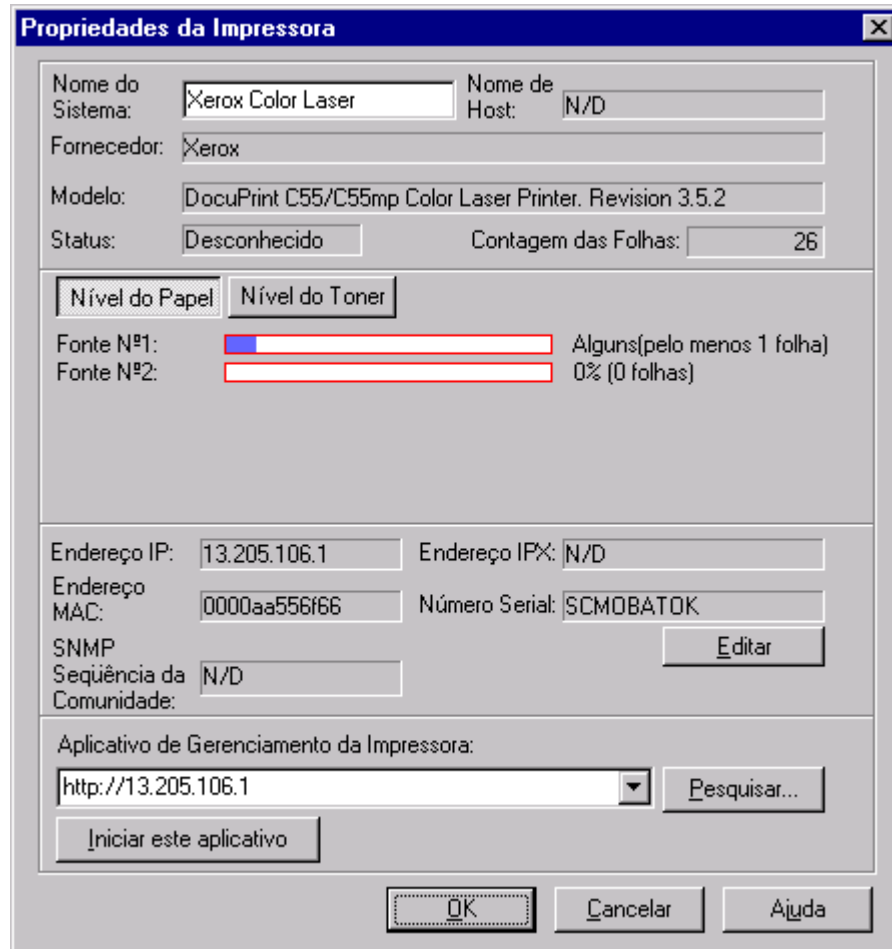 Propriedades da Impressora
Nome do Sistema: Xerox Color Laser Nome de Host: N/D
Fornecedor: Xerox
Modelo: DocuPrint C55/C55mp Color Laser Printer. Revision 3.5.2
Status: Desconhecido Contagem das Folhas: 26
Nível do Papel Nível do Toner
Fonte Nº1: Alguns(pelo menos 1 folha)
Fonte Nº2: 0% (0 folhas)
Endereço IP: 13.205.106.1 Endereço IPX: N/D
Endereço MAC: 0000aa556f66 Número Serial: SCMOBATOK
Editar
SNMP Seqüência da Comunidade: N/D
Aplicativo de Gerenciamento da Impressora:
http://13.205.106.1 Pesquisar...
Iniciar este aplicativo
OK Cancelar Ajuda